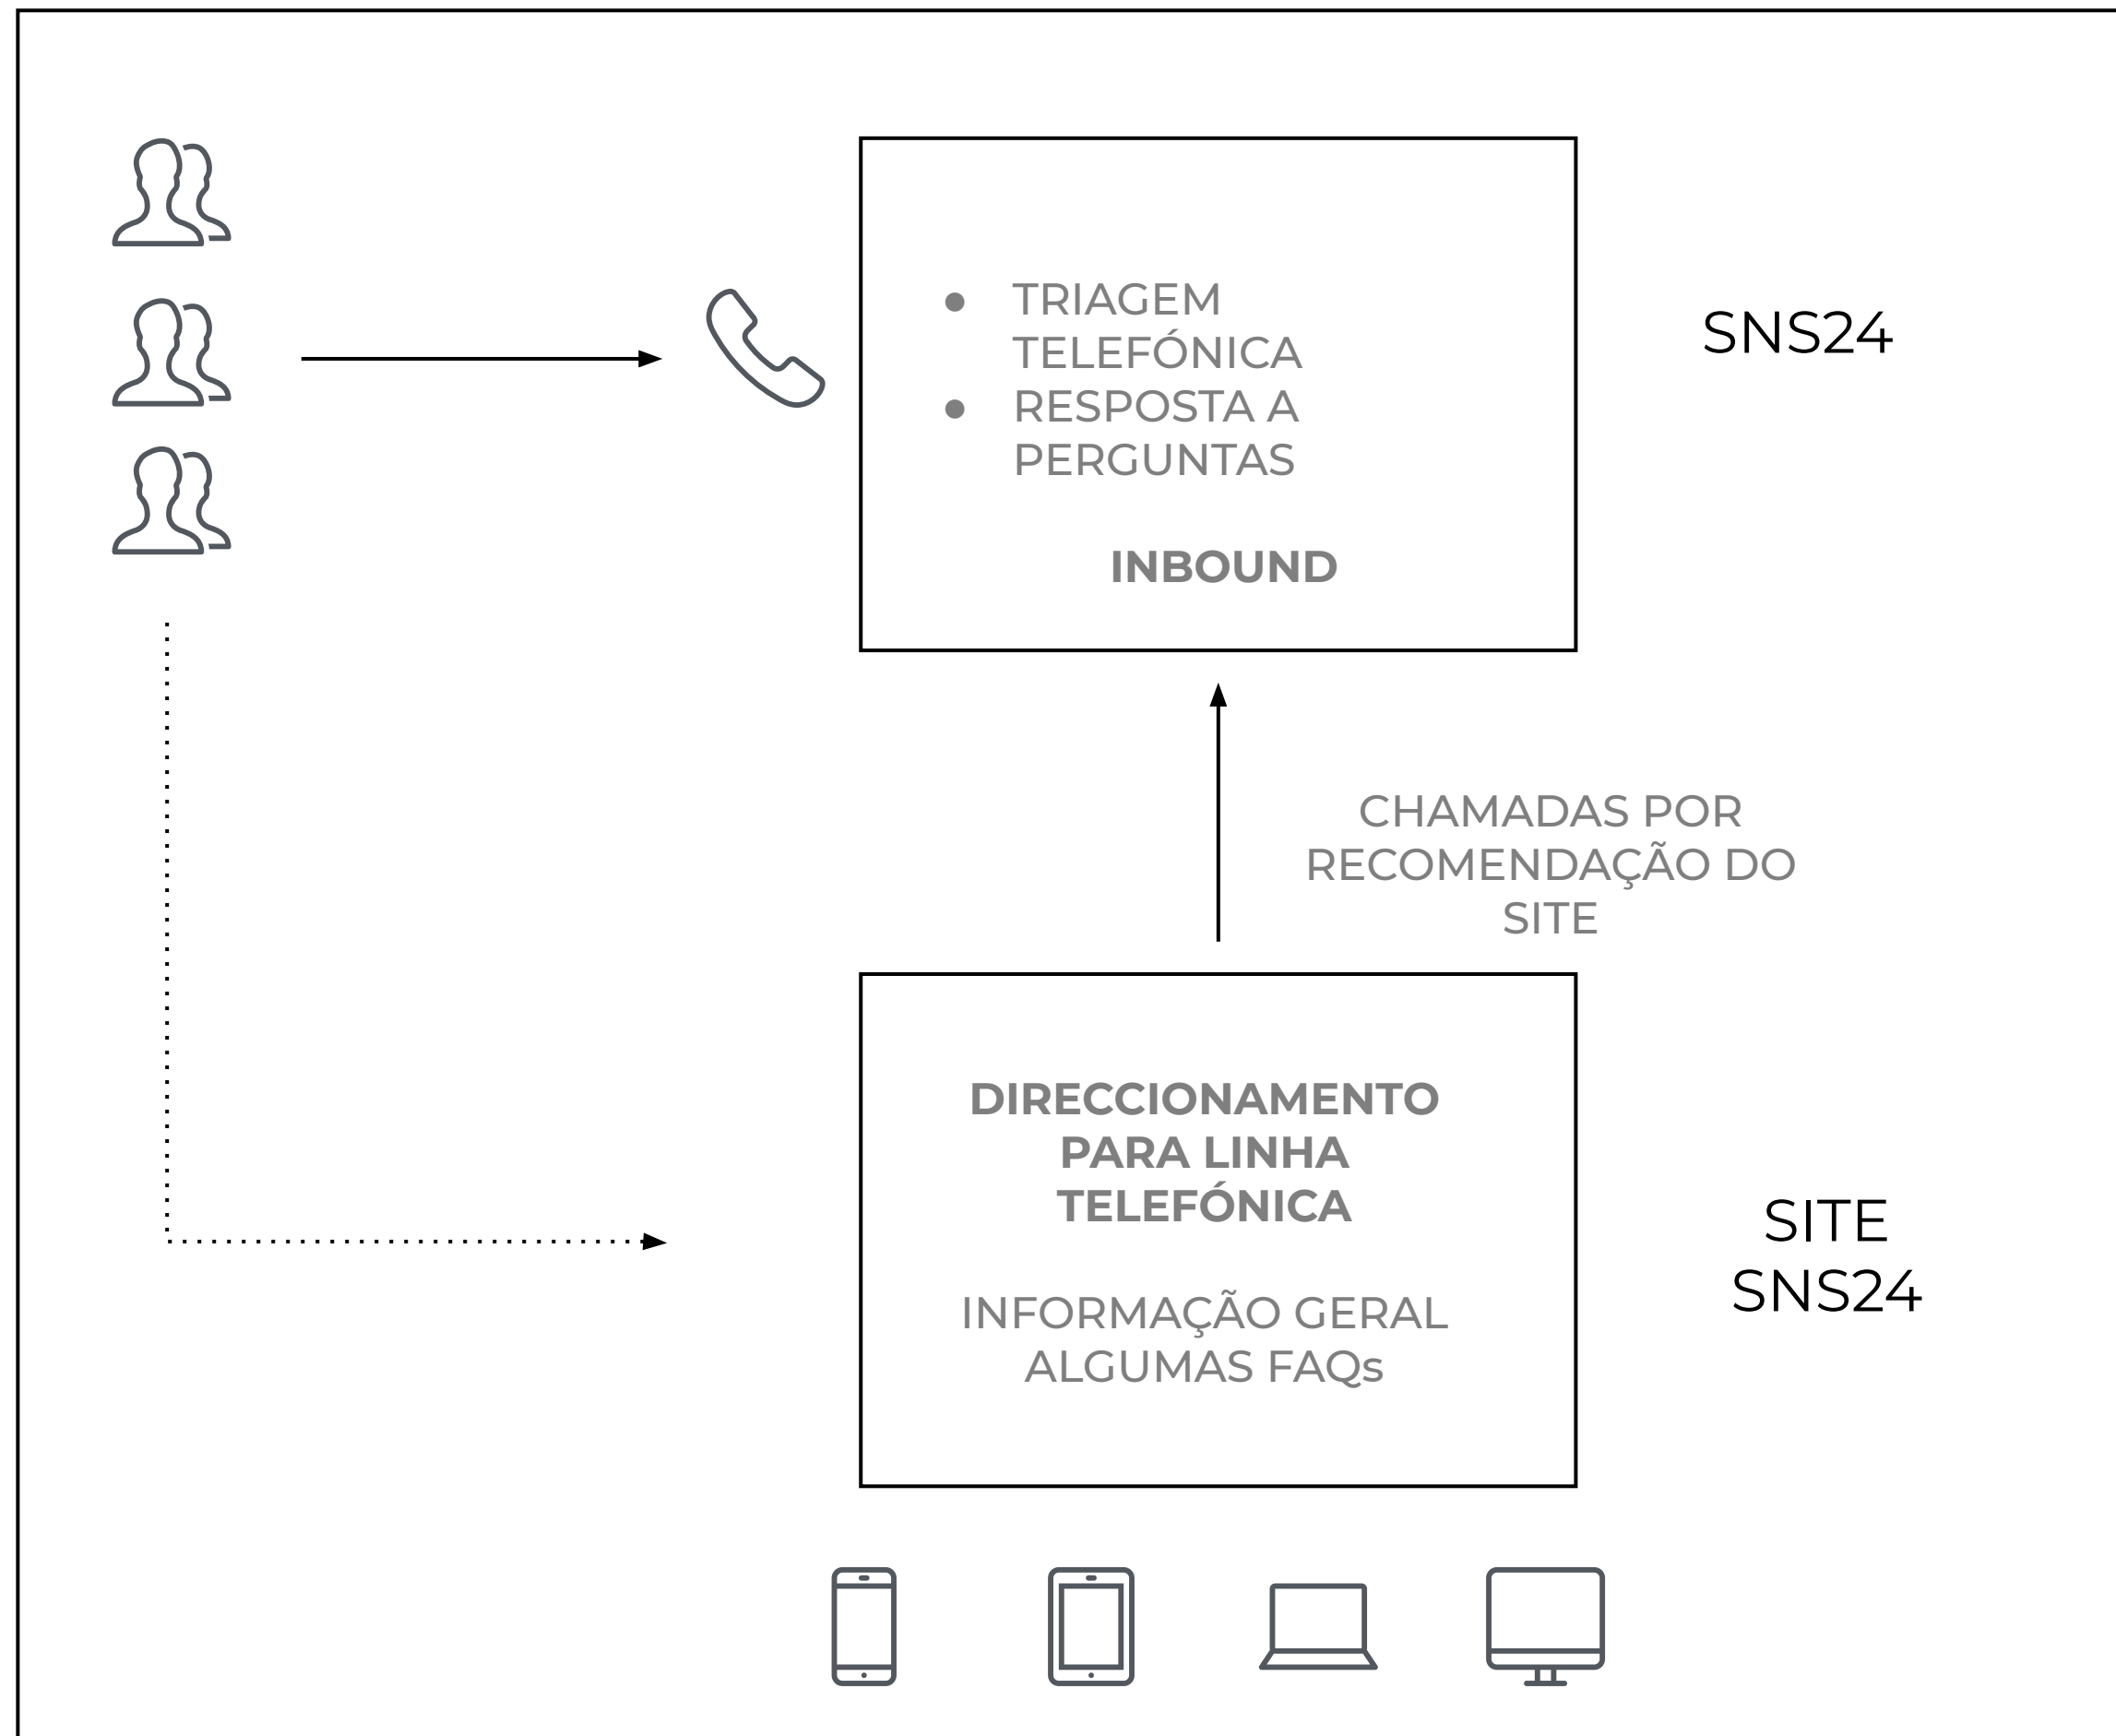 ● TRIAGEM
TELEFÓNICA
● RESPOSTA A
PERGUNTAS
INBOUND
SNS24
CHAMADAS POR
RECOMENDAÇÃO DO
SITE
DIRECCIONAMENTO
PARA LINHA
TELEFÓNICA
INFORMAÇÃO GERAL
ALGUMAS FAQs
SITE
SNS24